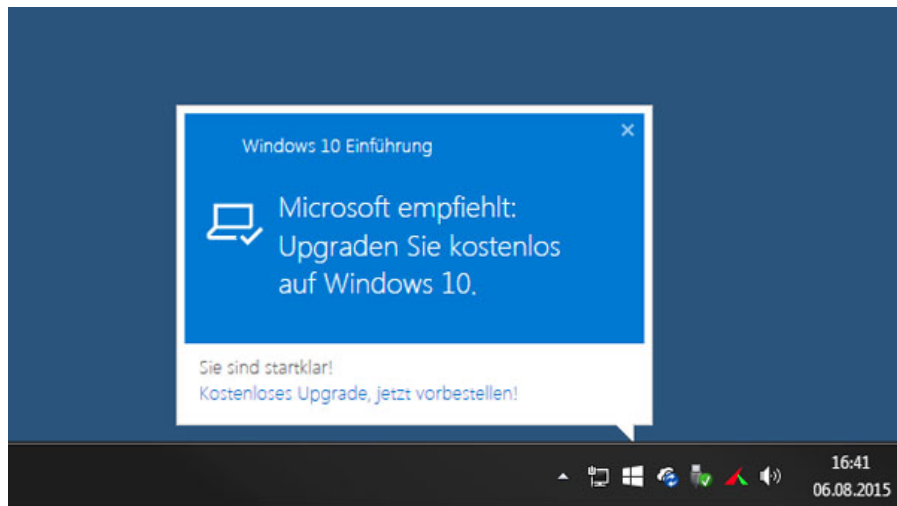 Windows 10 Einführung
Microsoft empfiehlt:
Upgraden Sie kostenlos
auf Windows 10.
Sie sind startklar!
Kostenloses Upgrade, jetzt vorbestellen!
16:41
06.08.2015